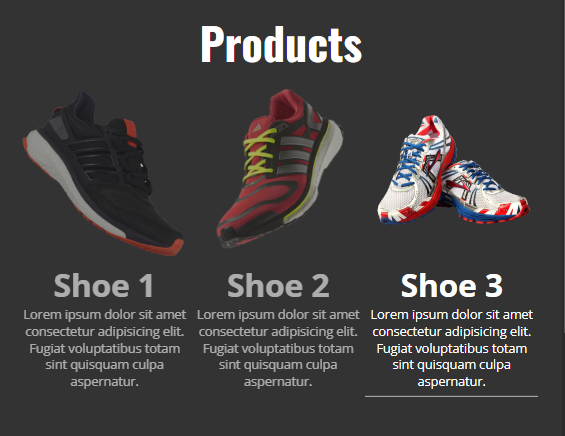 Products
Shoe 1
Lorem ipsum dolor sit amet
consectetur adipisicing elit.
Fugiat voluptatibus totam
sint quisquam culpa
aspernatur.
Shoe 2
Lorem ipsum dolor sit amet
consectetur adipisicing elit.
Fugiat voluptatibus totam
sint quisquam culpa
aspernatur.
Shoe 3
Lorem ipsum dolor sit amet
consectetur adipisicing elit.
Fugiat voluptatibus totam
sint quisquam culpa
aspernatur.